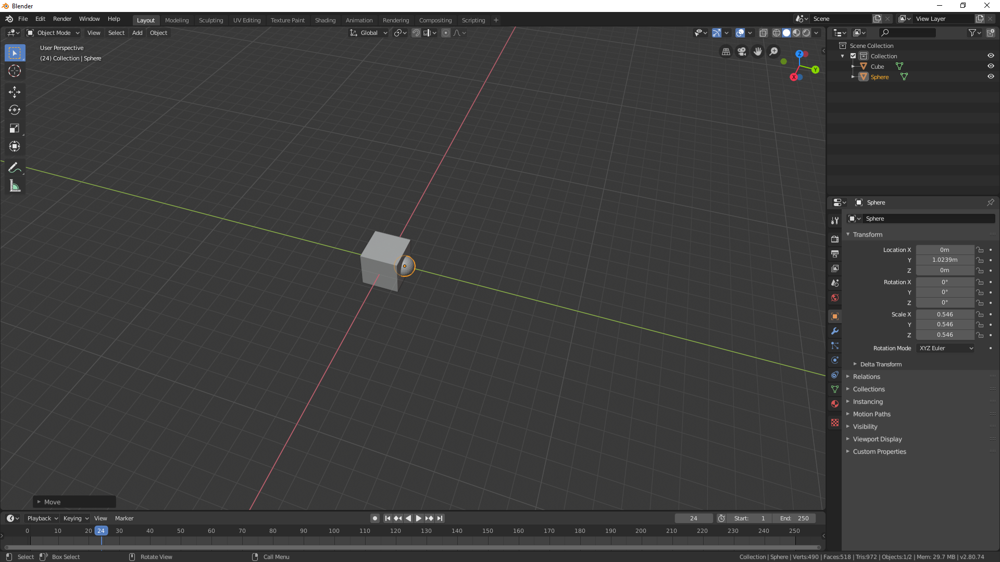 Blender
File Edit Render Window Help
Layout Modeling Sculpting UV Editing Texture Paint Shading Animation Rendering Compositing Scripting +
Scene
View Layer
Object Mode View Select Add Object
Global
User Perspective
(24) Collection | Sphere
Z
Y
X
Scene Collection
Collection
Cube
Sphere
Sphere
Sphere
Transform
Location X 0m
Y 1.0239m
Z 0m
Rotation X 0°
Y 0°
Z 0°
Scale X 0.546
Y 0.546
Z 0.546
Rotation Mode XYZ Euler
Delta Transform
Relations
Collections
Instancing
Motion Paths
Visibility
Viewport Display
Custom Properties
Move
Playback Keying View Marker
24 Start: 1 End: 250
0 10 20 24 30 40 50 60 70 80 90 100 110 120 130 140 150 160 170 180 190 200 210 220 230 240 250
Select Box Select Rotate View Call Menu
Collection | Sphere | Verts:490 | Faces:518 | Tris:972 | Objects:1/2 | Mem: 29.7 MB | v2.80.74